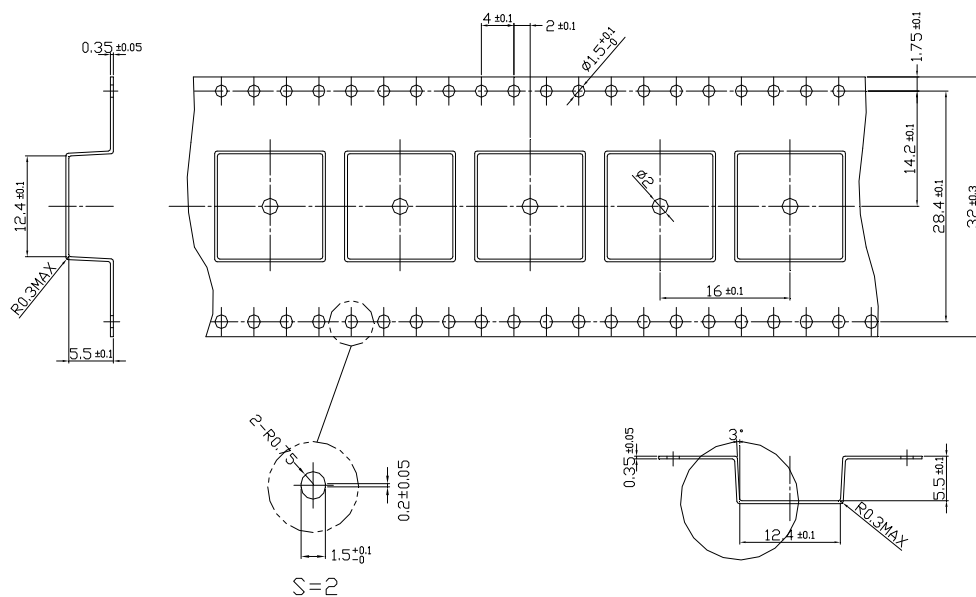 4 ±0.1
2 ±0.1
0.35 ±0.05
Ø1.5 +0.1 -0
1.75 ±0.1
12.4 ±0.1
Ø2
14.2 ±0.1
28.4 ±0.1
32 ±0.3
R0.3MAX
16 ±0.1
5.5 ±0.1
2-R0.75
0.2±0.05
1.5 +0.1 -0
S=2
3°
0.35 ±0.05
5.5 ±0.1
12.4 ±0.1
R0.3MAX